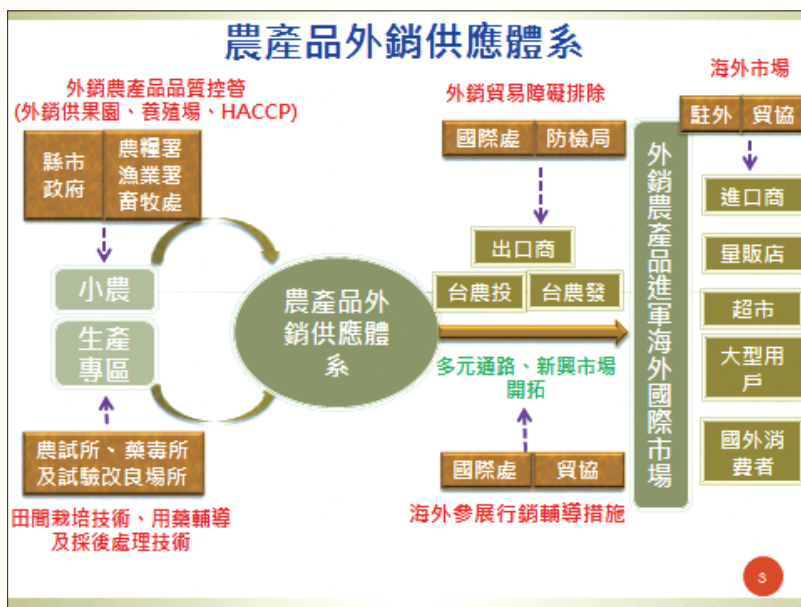 農產品外銷供應體系
外銷農產品品質控管
(外銷供果園、養殖場、HACCP)
縣市
政府
農糧署
漁業署
畜牧處
小農
生產
專區
農試所、藥毒所
及試驗改良場所
田間栽培技術、用藥輔導
及採後處理技術
農產品外
銷供應體
系
外銷貿易障礙排除
國際處
防檢局
出口商
台農投
台農發
多元通路、新興市場
開拓
國際處
貿協
海外參展行銷輔導措施
外銷農產品進軍海外國際市場
海外市場
駐外
貿協
進口商
量販店
超市
大型用
戶
國外消
費者
3